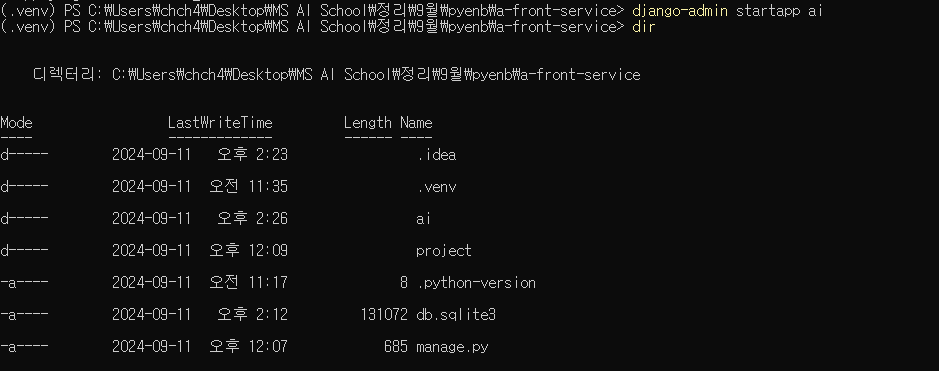 (.venv) PS C:₩Users₩chch4₩Desktop₩MS AI School₩정리₩9월₩pyenb₩a-front-service> django-admin startapp ai
(.venv) PS C:₩Users₩chch4₩Desktop₩MS AI School₩정리₩9월₩pyenb₩a-front-service> dir
디렉터리: C:₩Users₩chch4₩Desktop₩MS AI School₩정리₩9월₩pyenb₩a-front-service
Mode LastWriteTime Length Name
---- ------------- ------ ----
d----- 2024-09-11 오후 2:23 .idea
d----- 2024-09-11 오전 11:35 .venv
d----- 2024-09-11 오후 2:26 ai
d----- 2024-09-11 오후 12:09 project
-a---- 2024-09-11 오전 11:17 8 .python-version
-a---- 2024-09-11 오후 2:12 131072 db.sqlite3
-a---- 2024-09-11 오후 12:07 685 manage.py